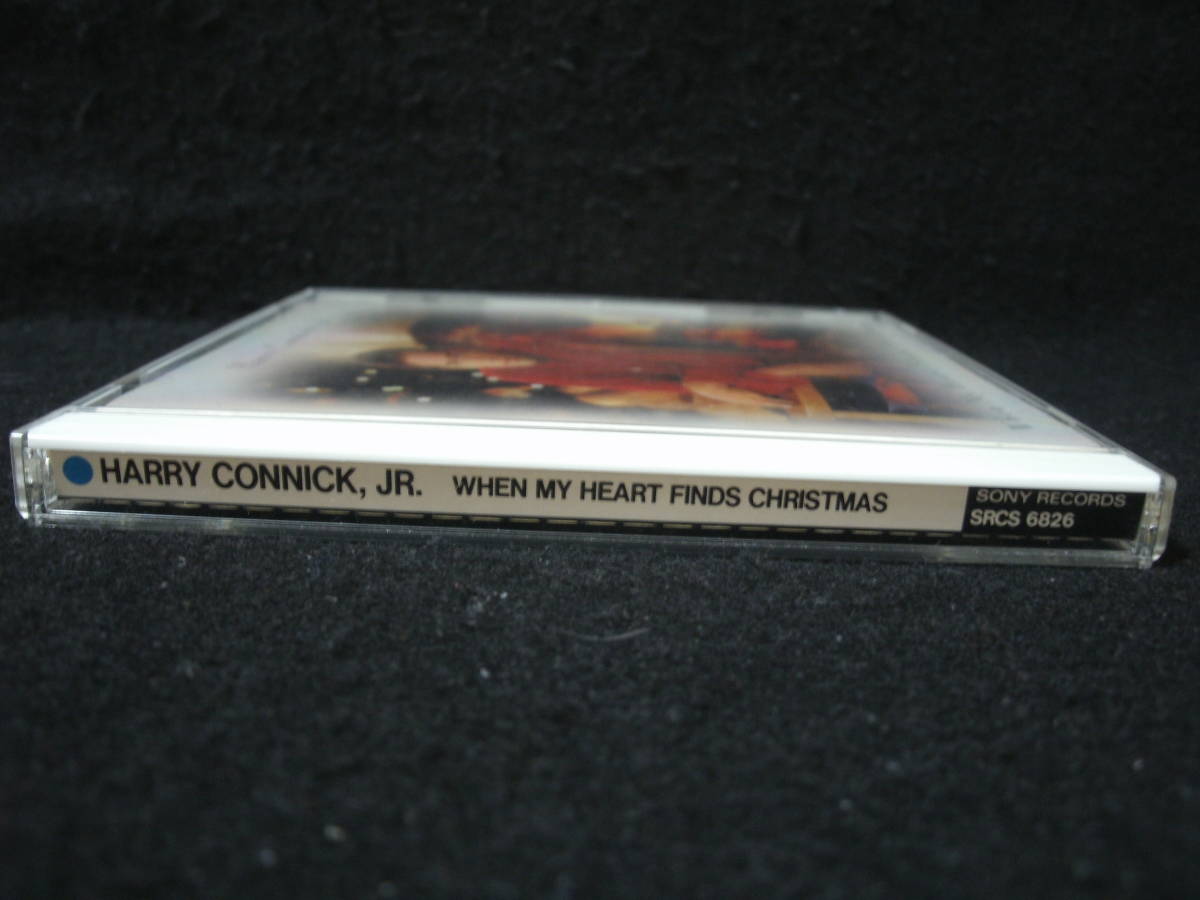 HARRY CONNICK, JR. WHEN MY HEART FINDS CHRISTMAS
SONY RECORDS
SRCS 6826